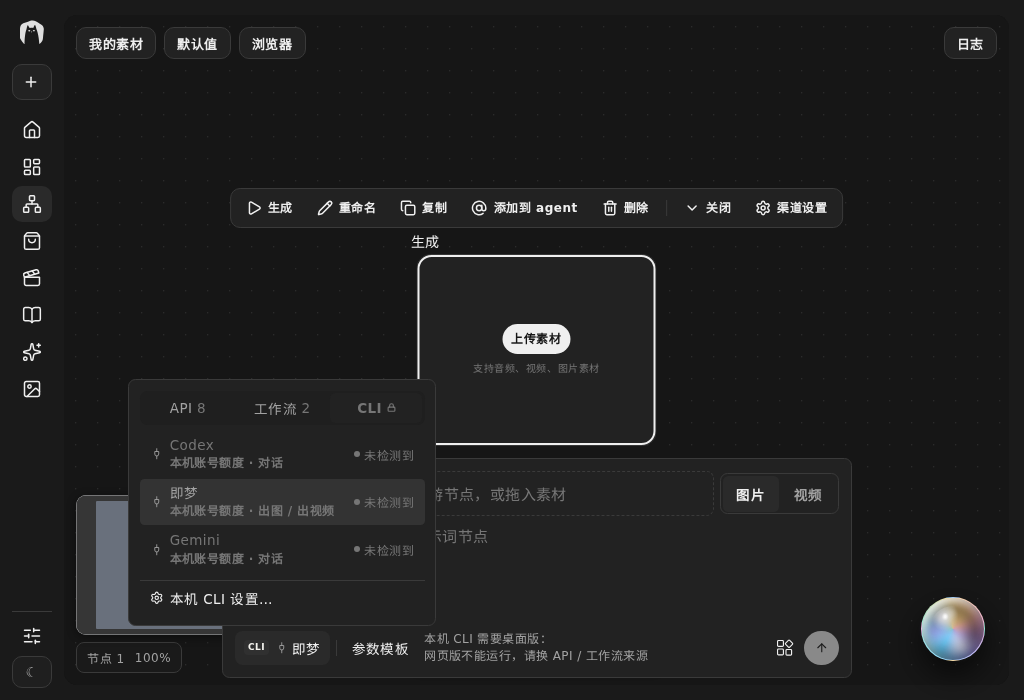 我的素材
默认值
浏览器
日志
生成
重命名
复制
添加到 agent
删除
关闭
渠道设置
生成
上传素材
支持音频、视频、图片素材
API 8
工作流 2
CLI
Codex
本机账号额度 · 对话
未检测到
即梦
本机账号额度 · 出图 / 出视频
未检测到
Gemini
本机账号额度 · 对话
未检测到
本机 CLI 设置...
节点，或拖入素材
图片
视频
词节点
CLI
即梦
参数模板
本机 CLI 需要桌面版：
网页版不能运行，请换 API / 工作流来源
节点 1
100%